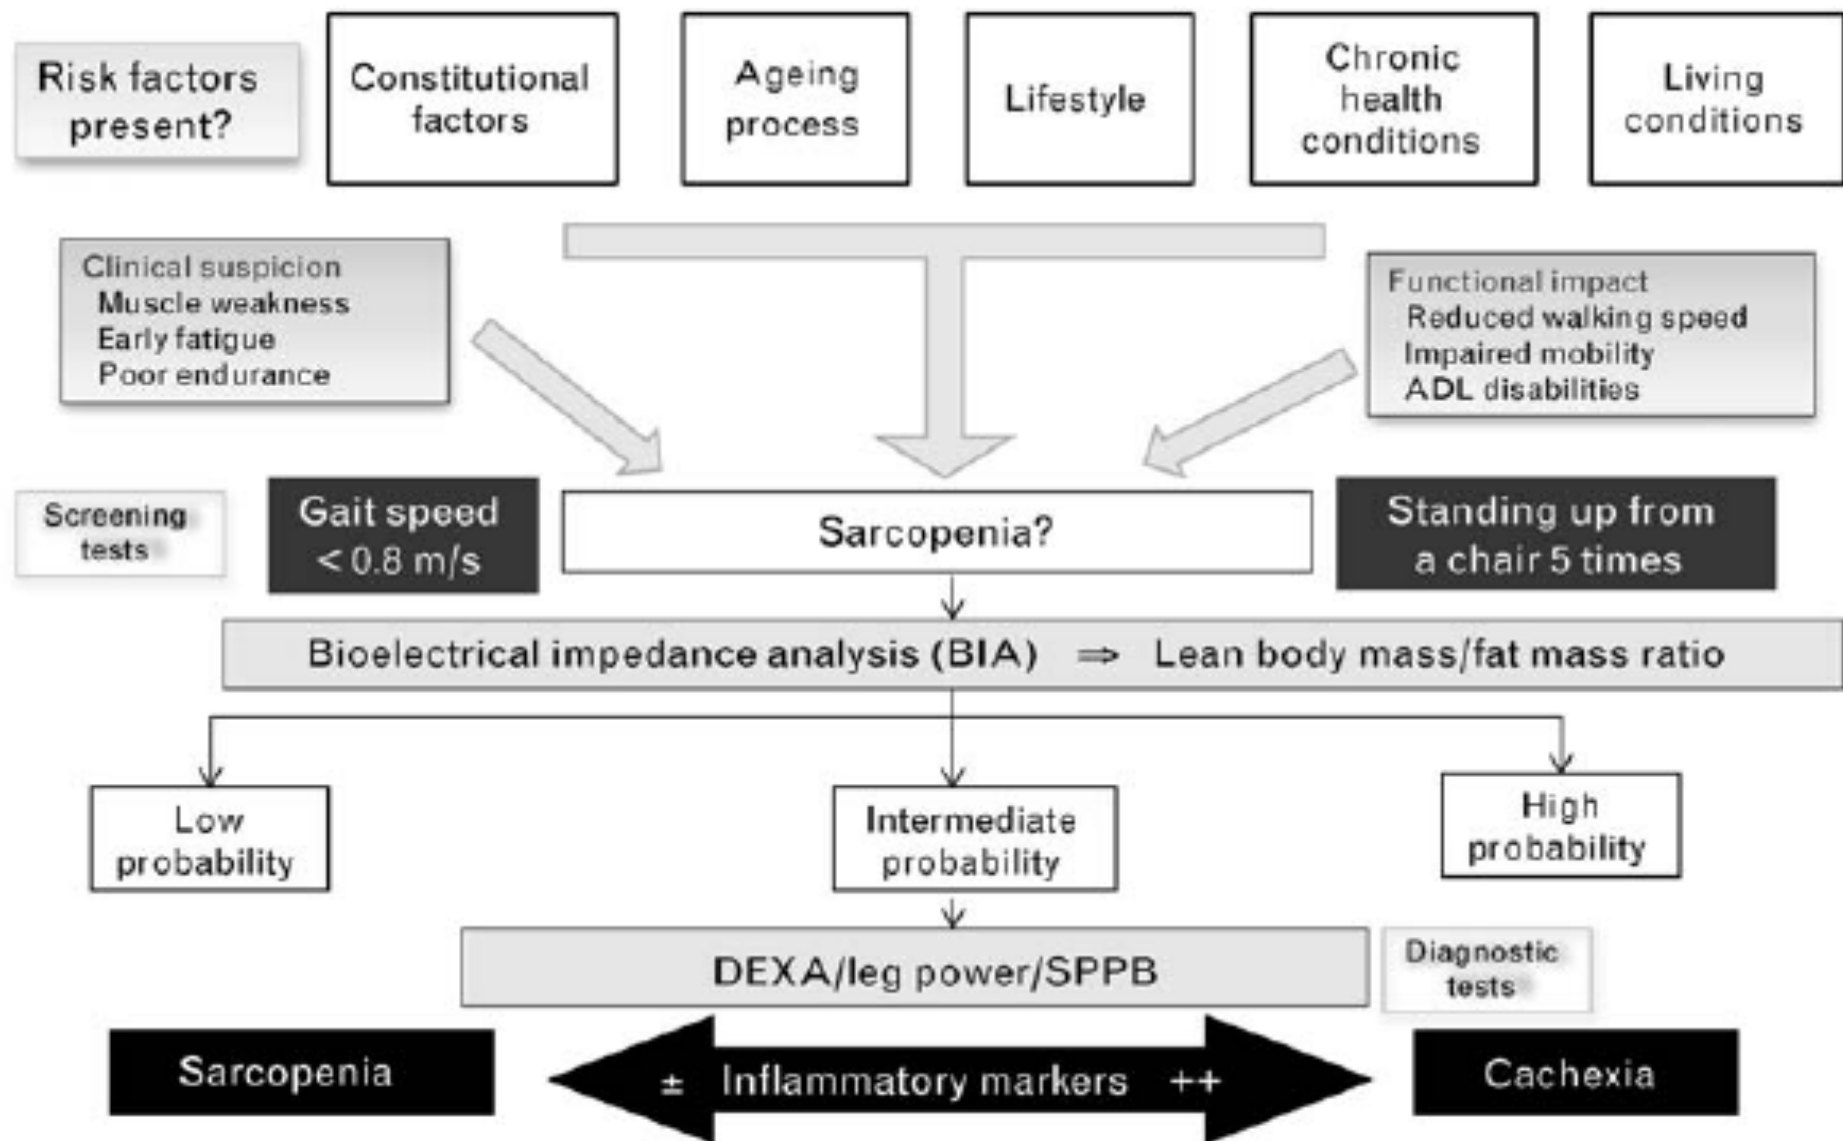 Risk factors
present?
Constitutional
factors
Ageing
process
Lifestyle
Chronic
health
conditions
Living
conditions
Clinical suspicion
Muscle weakness
Early fatigue
Poor endurance
Functional impact
Reduced walking speed
Impaired mobility
ADL disabilities
Screening
tests
Gait speed
< 0.8 m/s
Sarcopenia?
Standing up from
a chair 5 times
Bioelectrical impedance analysis (BIA) ⇒ Lean body mass/fat mass ratio
Low
probability
Intermediate
probability
High
probability
DEXA/leg power/SPPB
Diagnostic
tests
Sarcopenia
± Inflammatory markers ++
Cachexia